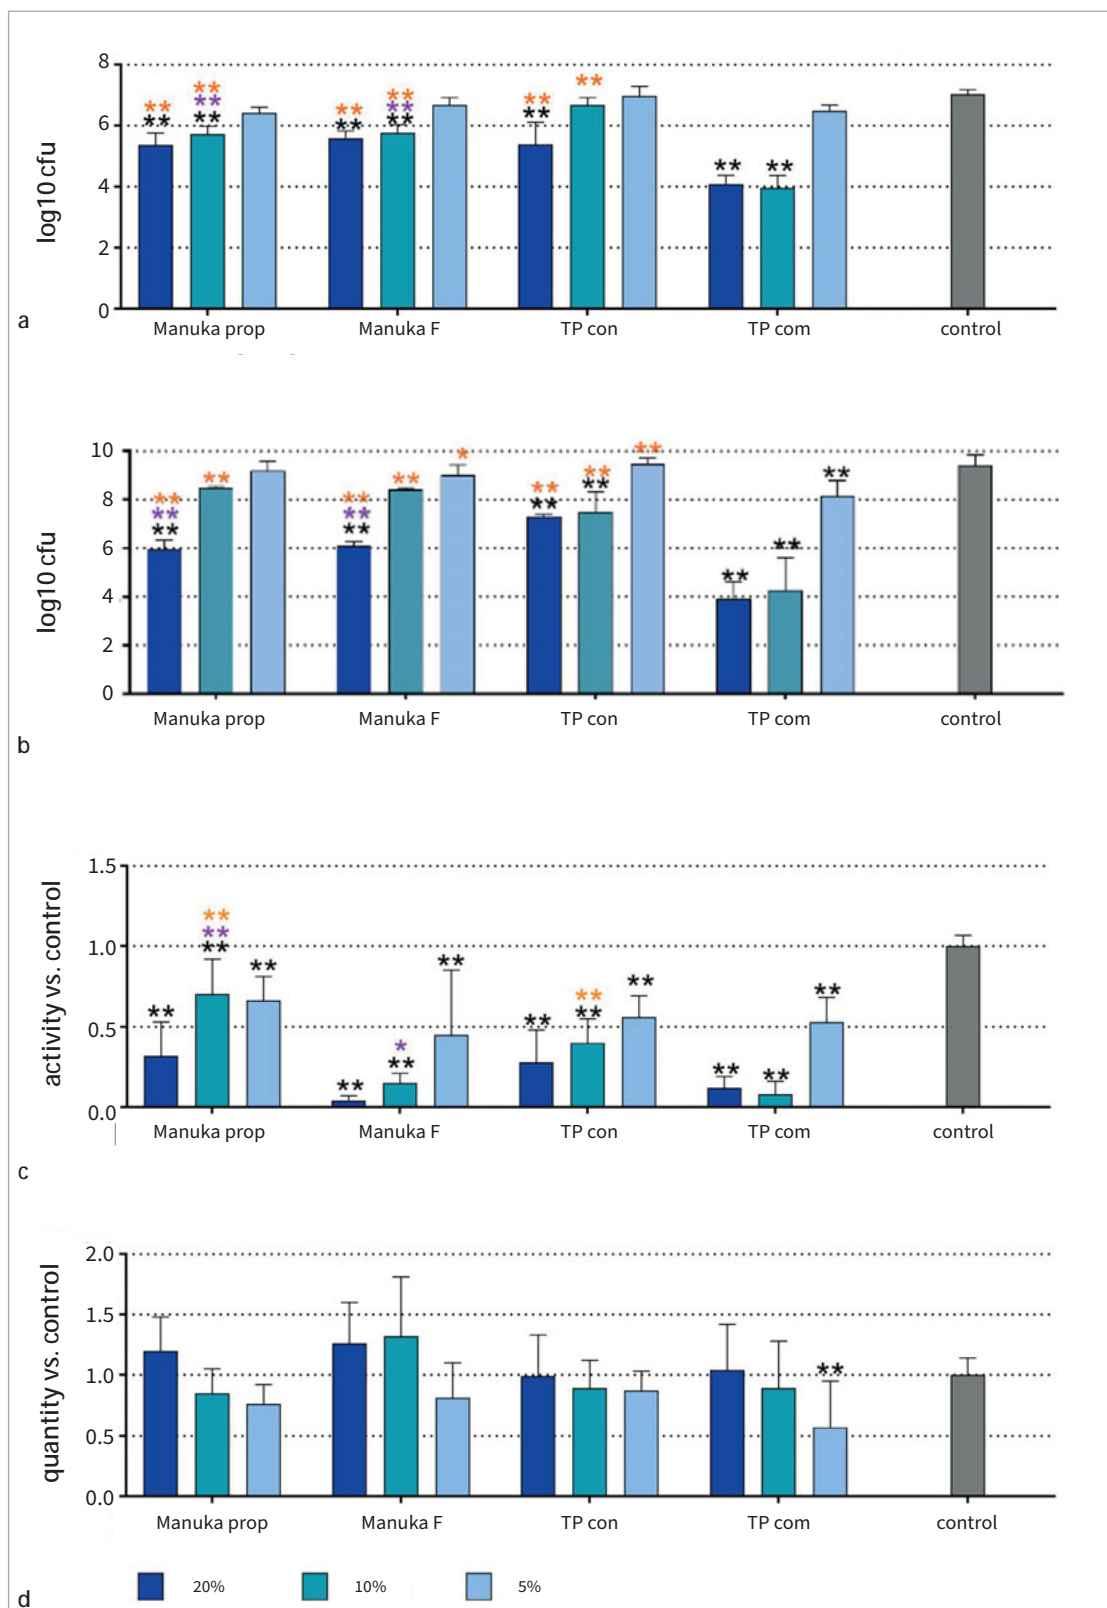 8
** ** **
** ** ** **
** ** ** ** **
6
** **
4
2
0
log10 cfu
Manuka prop Manuka F TP con TP com control
a
10
** *
** ** ** **
8
** ** ** ** **
** **
** **
6
**
4
**
2
0
log10 cfu
Manuka prop Manuka F TP con TP com control
b
1.5
**
**
1.0
** ** **
** ** **
** * ** **
0.5
** ** **
** **
0.0
activity vs. control
Manuka prop Manuka F TP con TP com control
c
2.0
1.5
1.0
**
0.5
0.0
quantity vs. control
Manuka prop Manuka F TP con TP com control
20% 10% 5%
d